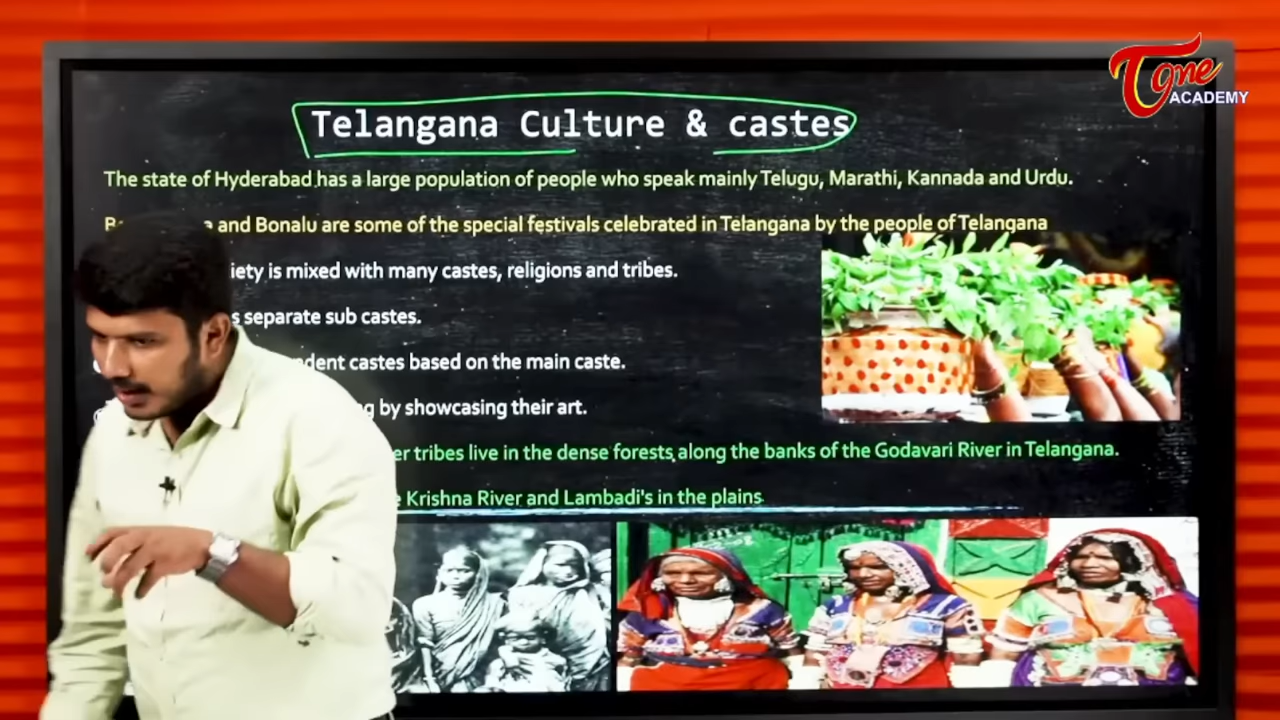 Tone
ACADEMY
Telangana Culture & castes
The state of Hyderabad has a large population of people who speak mainly Telugu, Marathi, Kannada and Urdu.
and Bonalu are some of the special festivals celebrated in Telangana by the people of Telangana
is mixed with many castes, religions and tribes.
separate sub castes.
castes based on the main caste.
by showcasing their art.
tribes live in the dense forests along the banks of the Godavari River in Telangana.
Krishna River and Lambadi's in the plains